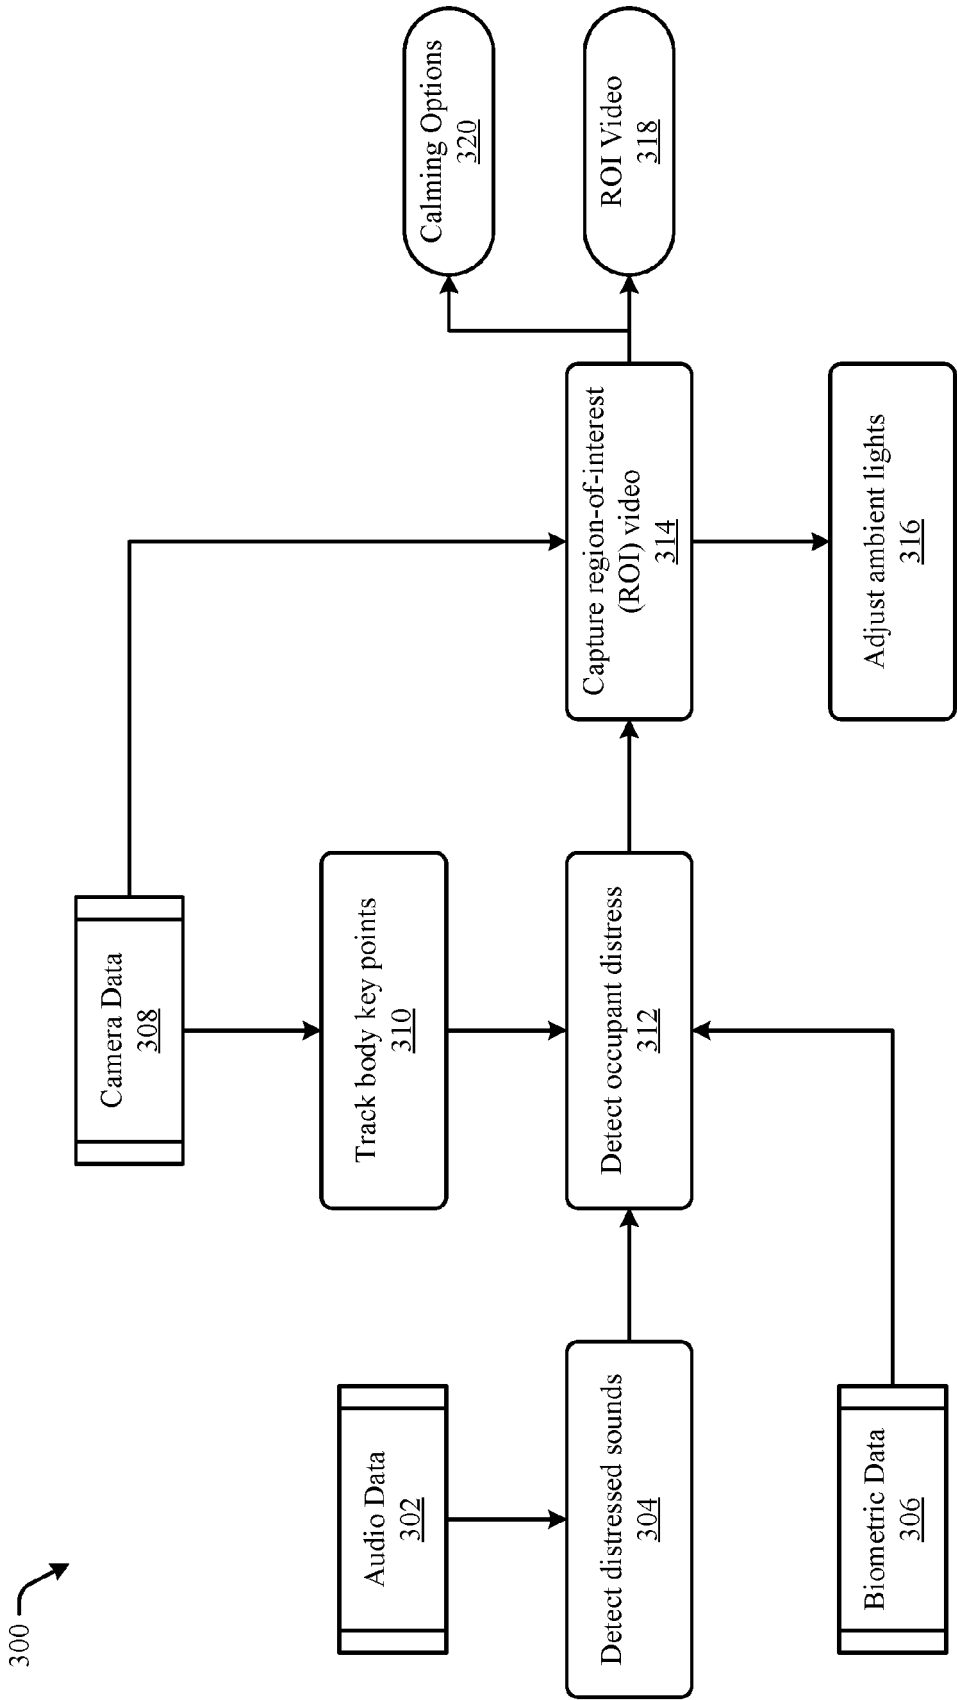 300
Audio Data
302
Detect distressed sounds
304
Biometric Data
306
Camera Data
308
Track body key points
310
Detect occupant distress
312
Capture region-of-interest
(ROI) video
314
Adjust ambient lights
316
Calming Options
320
ROI Video
318